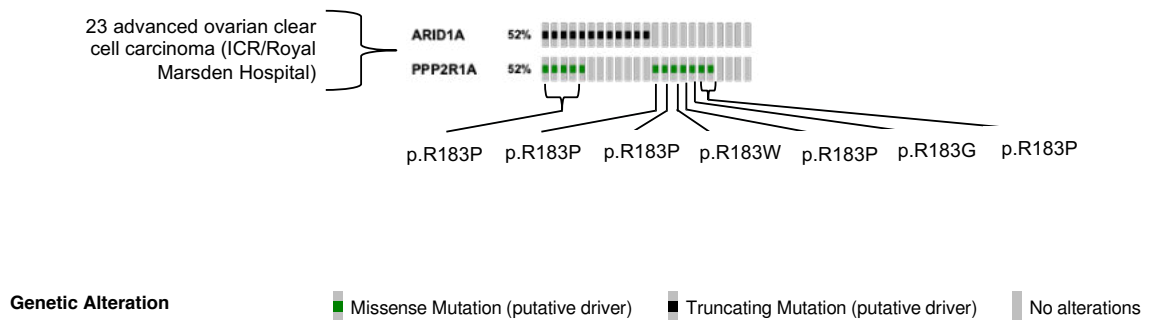 23 advanced ovarian clear
cell carcinoma (ICR/Royal
Marsden Hospital)
ARID1A 52%
PPP2R1A 52%
p.R183P p.R183P p.R183P p.R183W p.R183P p.R183G p.R183P
Genetic Alteration Missense Mutation (putative driver) Truncating Mutation (putative driver) No alterations